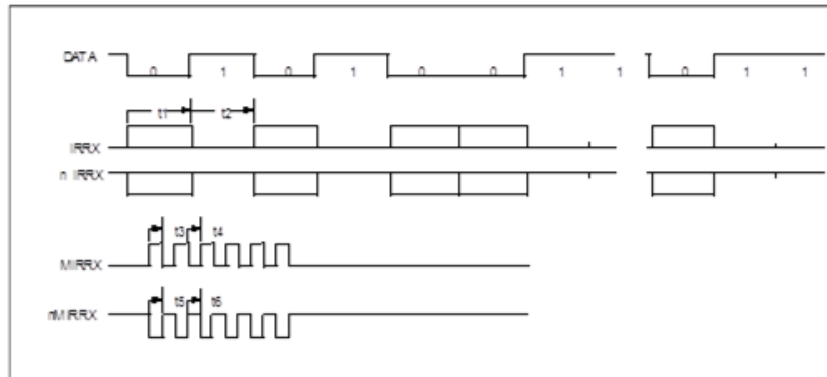 DATA
0 1 0 1 0 0 1 1 0 1 1
t1 t2
IRRX
n IRRX
t3 t4
MIRRX
t5 t6
nMIRRX